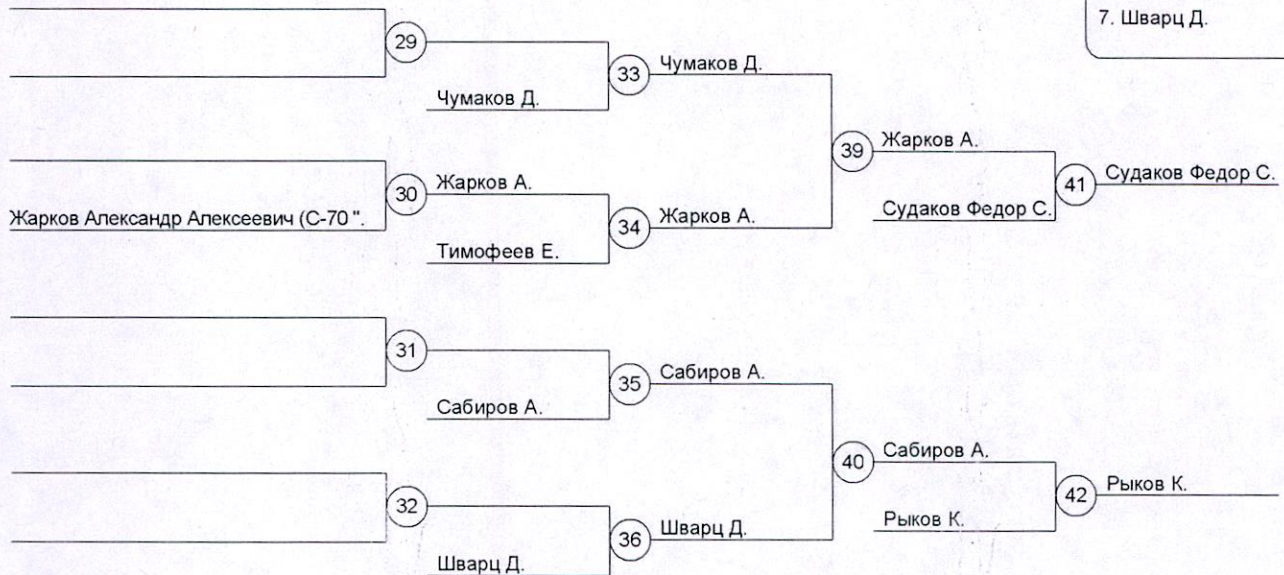 7. Шварц Д.
29
33
Чумаков Д.
Чумаков Д.
39
Жарков А.
30
Жарков А.
41
Судаков Федор С.
Жарков Александр Алексеевич (С-70 ".
34
Жарков А.
Судаков Федор С.
Тимофеев Е.
31
35
Сабиров А.
Сабиров А.
40
Сабиров А.
32
42
Рыков К.
36
Шварц Д.
Рыков К.
Шварц Д.